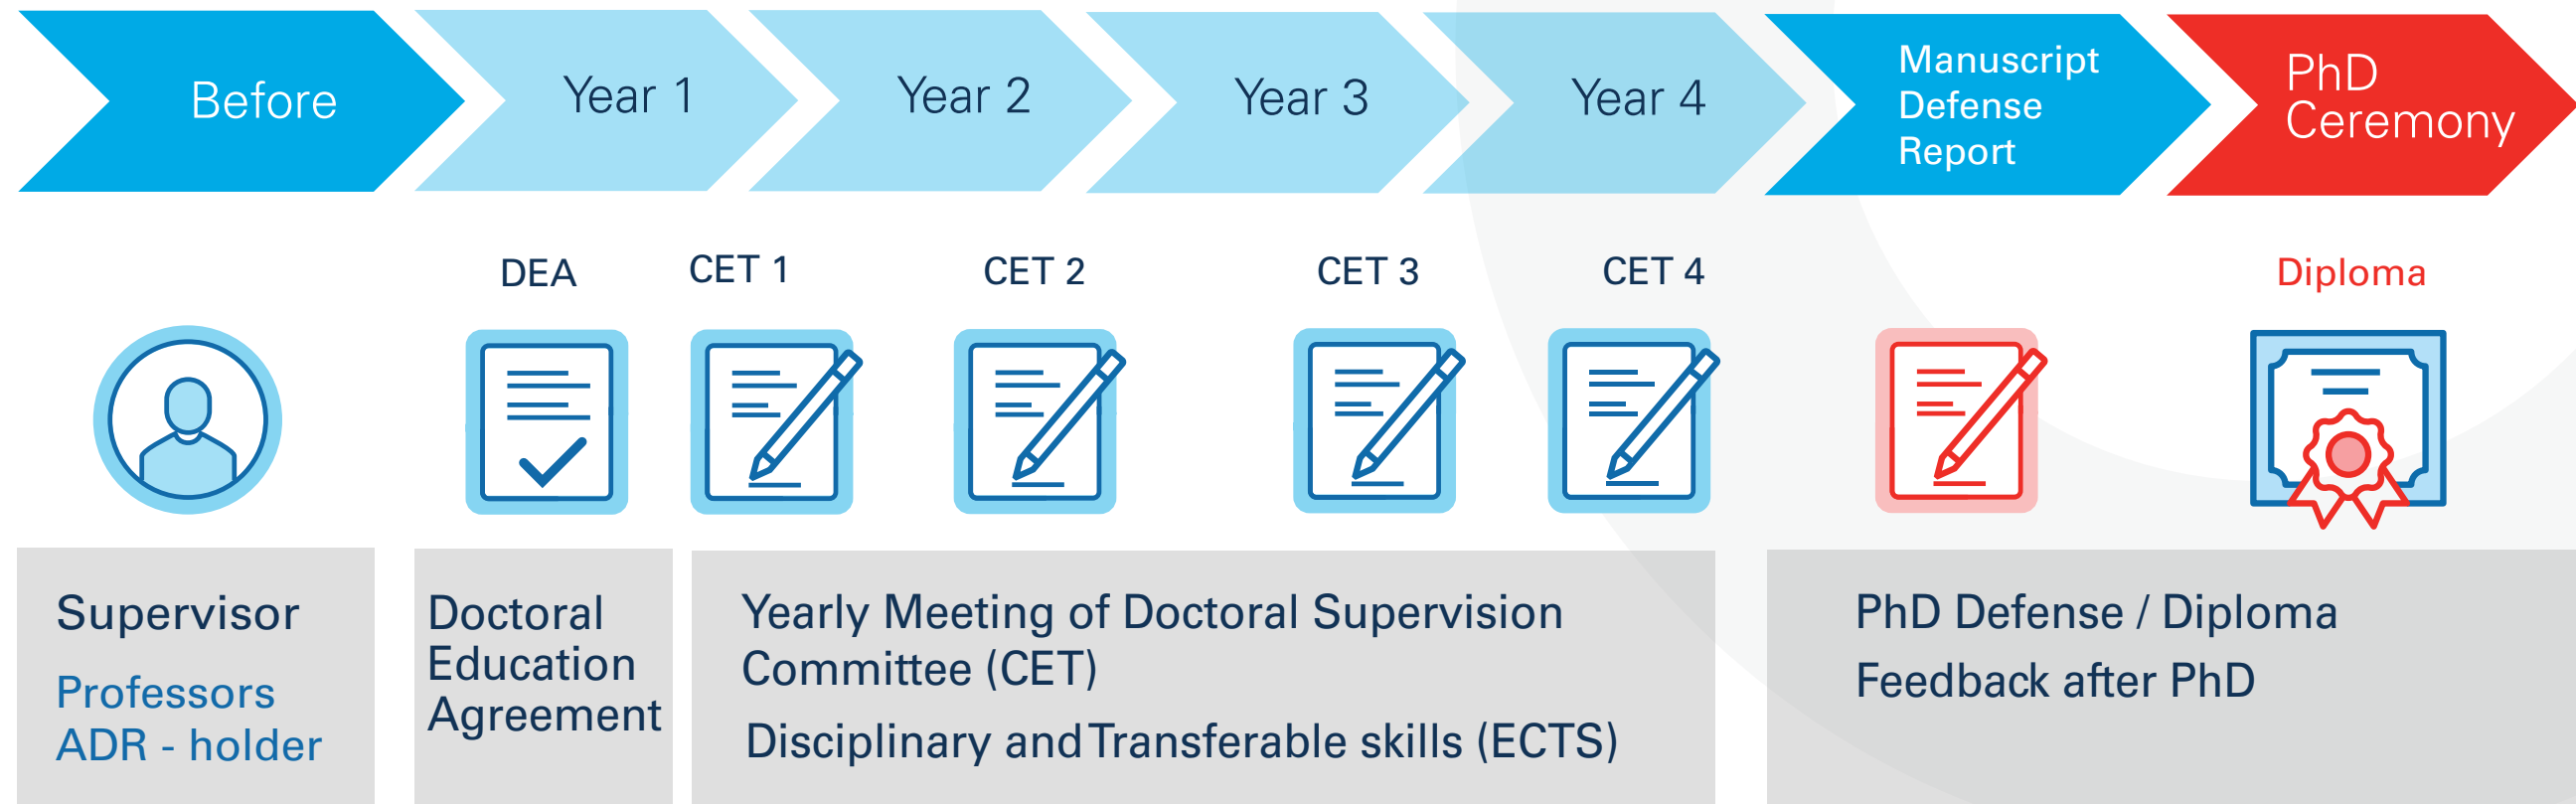 Before
Year 1
Year 2
Year 3
Year 4
Manuscript
Defense
Report
PhD
Ceremony
DEA
CET 1
CET 2
CET 3
CET 4
Diploma
Supervisor
Professors
ADR - holder
Doctoral
Education
Agreement
Yearly Meeting of Doctoral Supervision
Committee (CET)
Disciplinary and Transferable skills (ECTS)
PhD Defense / Diploma
Feedback after PhD